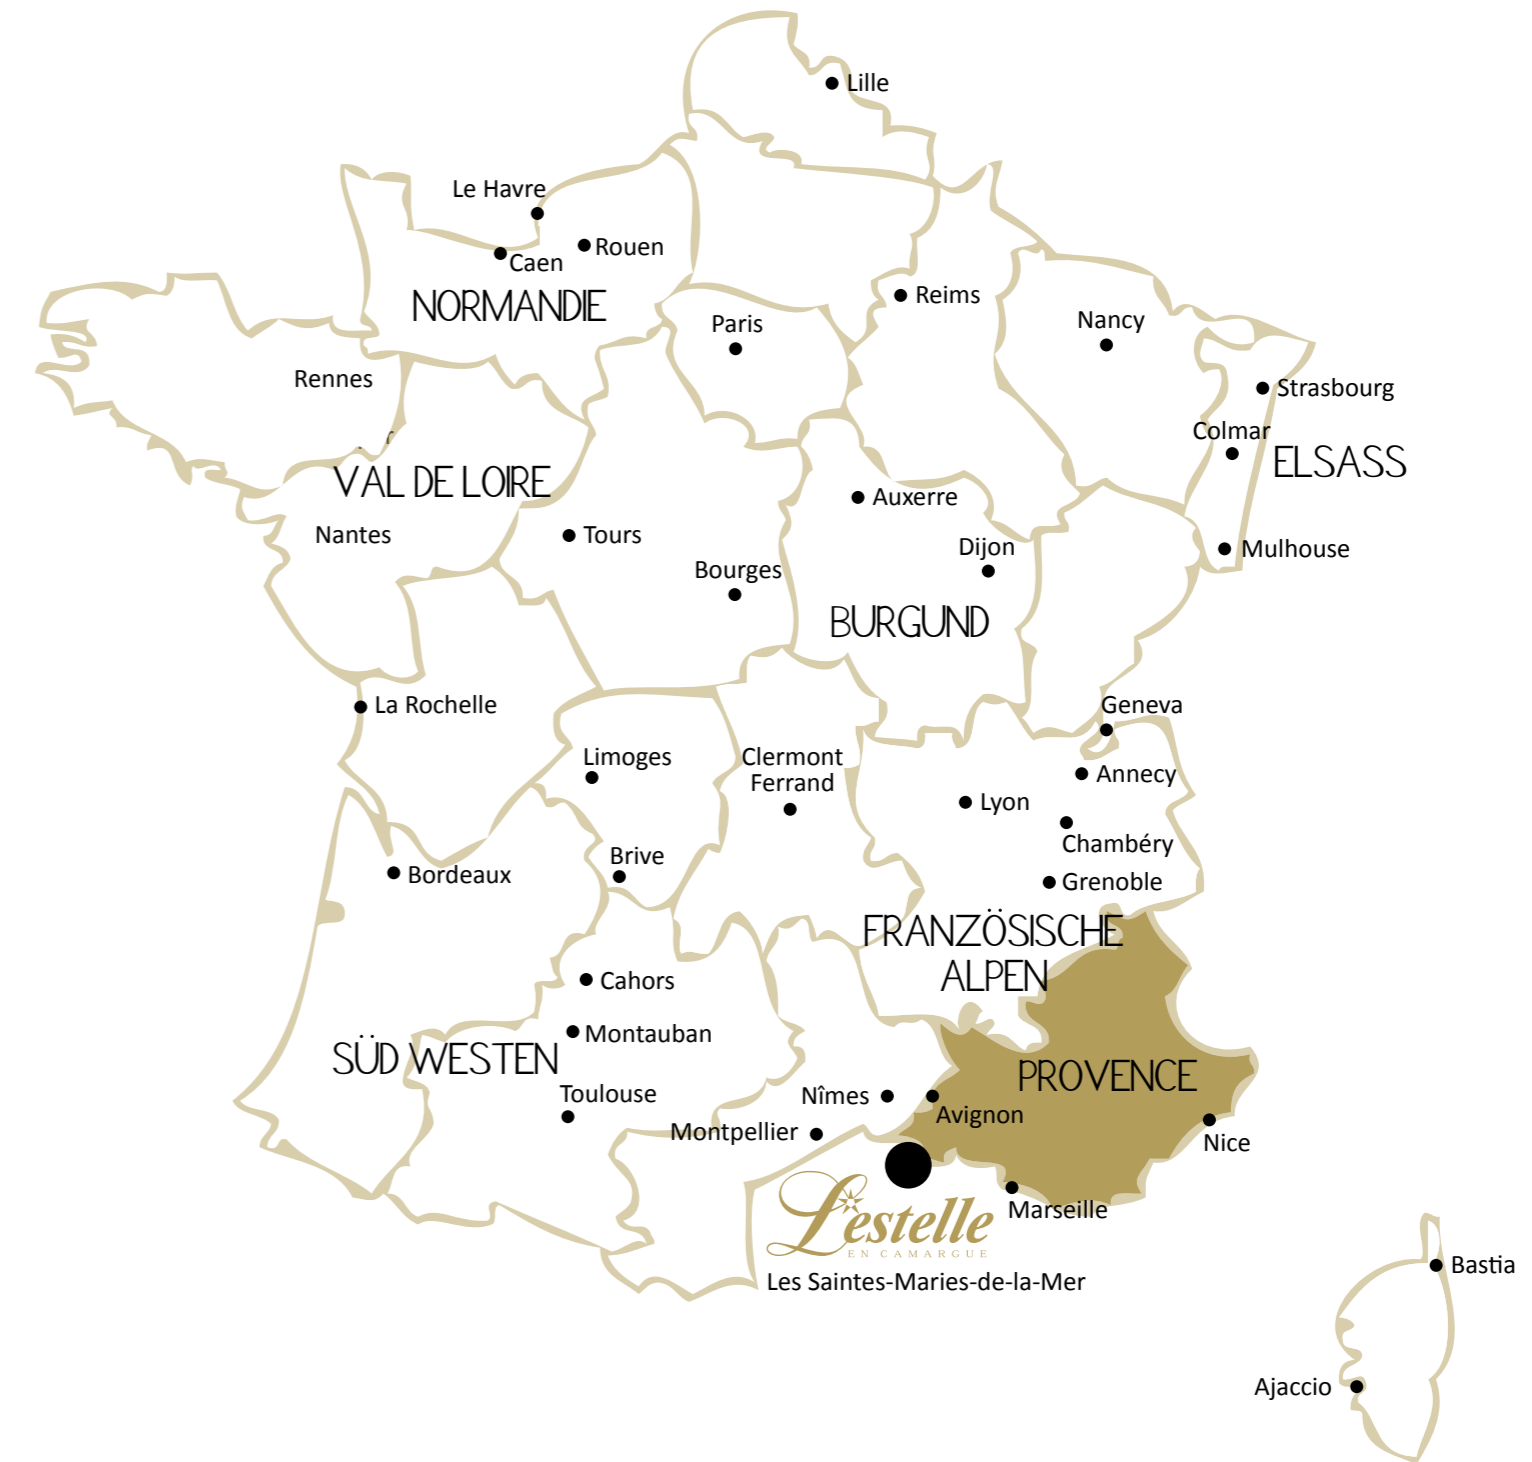 Lille
Le Havre
Rouen
Caen
NORMANDIE
Reims
Paris
Nancy
Rennes
Strasbourg
Colmar
ELSASS
VAL DE LOIRE
Auxerre
Nantes
Tours
Dijon
Mulhouse
Bourges
BURGUND
La Rochelle
Geneva
Limoges
Clermont
Ferrand
Annecy
Lyon
Chambéry
Brive
Bordeaux
Grenoble
FRANZÖSISCHE
ALPEN
Cahors
Montauban
SÜD WESTEN
PROVENCE
Toulouse
Nîmes
Avignon
Montpellier
Nice
L'estelle
EN CAMARGUE
Marseille
Les Saintes-Maries-de-la-Mer
Bastia
Ajaccio